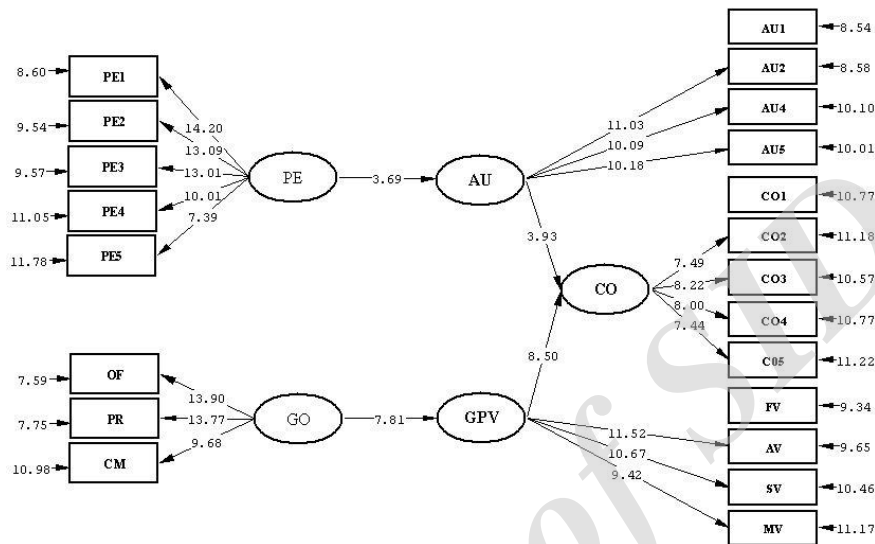 8.60 PE1
9.54 PE2
9.57 PE3
11.05 PE4
11.78 PE5
14.20
13.09
13.01
10.01
7.39
PE
3.69
AU
11.03
10.09
10.18
AU1 8.54
AU2 8.58
AU4 10.10
AU5 10.01
3.93
CO
7.49
8.22
8.00
7.44
CO1 10.77
CO2 11.18
CO3 10.57
CO4 10.77
C05 11.22
8.50
7.59 OF
7.75 PR
10.98 CM
13.90
13.77
9.68
GO
7.81
GPV
11.52
10.67
9.42
FV 9.34
AV 9.65
SV 10.46
MV 11.17
of SID